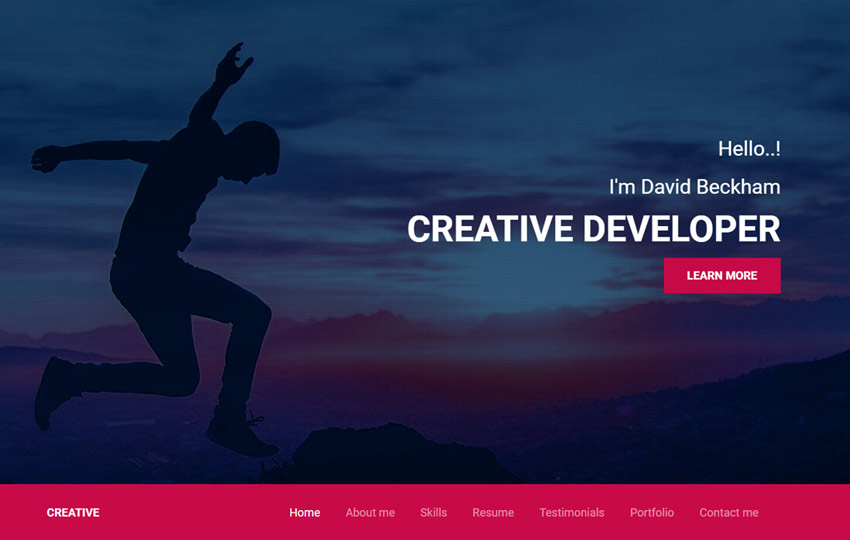 Hello..!
I'm David Beckham
CREATIVE DEVELOPER
LEARN MORE
CREATIVE Home About me Skills Resume Testimonials Portfolio Contact me